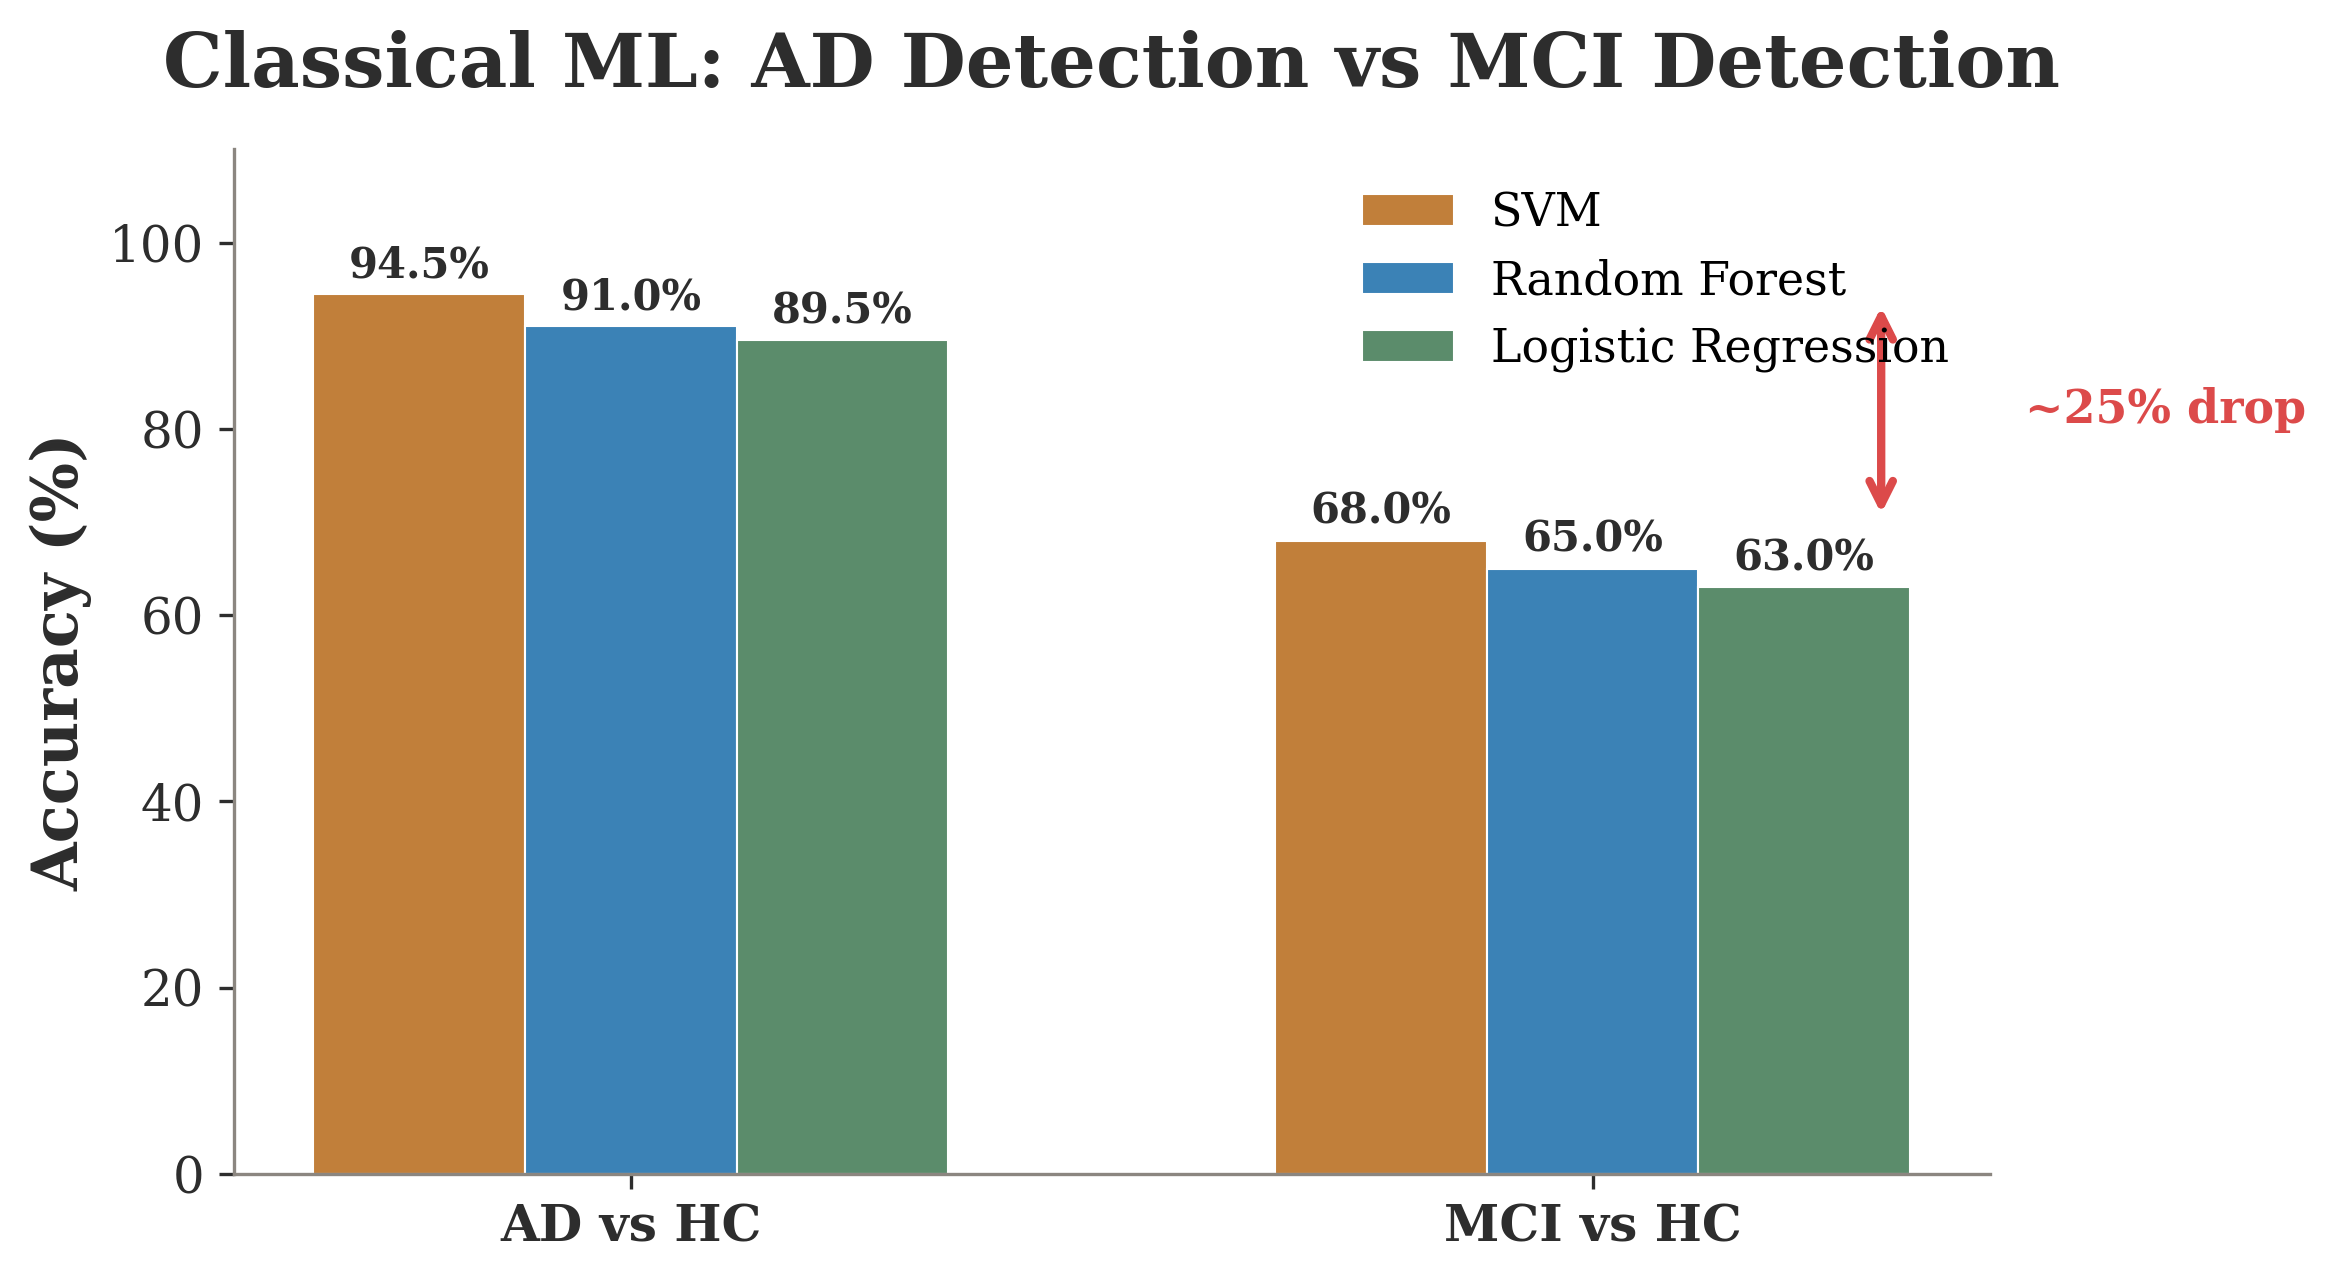 Classical ML: AD Detection vs MCI Detection
Accuracy (%)
100
80
60
40
20
0
94.5%
91.0%
89.5%
68.0%
65.0%
63.0%
SVM
Random Forest
Logistic Regression
~25% drop
AD vs HC
MCI vs HC